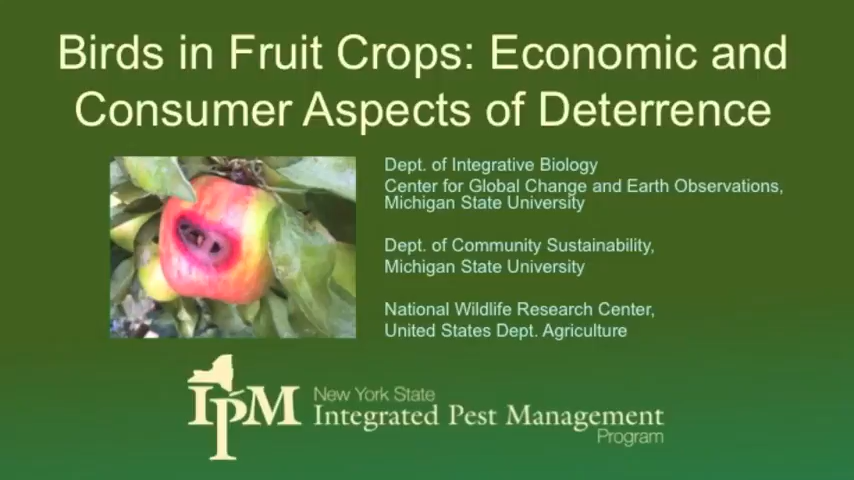 Birds in Fruit Crops: Economic and
Consumer Aspects of Deterrence
Dept. of Integrative Biology
Center for Global Change and Earth Observations,
Michigan State University
Dept. of Community Sustainability,
Michigan State University
National Wildlife Research Center,
United States Dept. Agriculture
IPM
New York State
Integrated Pest Management
Program